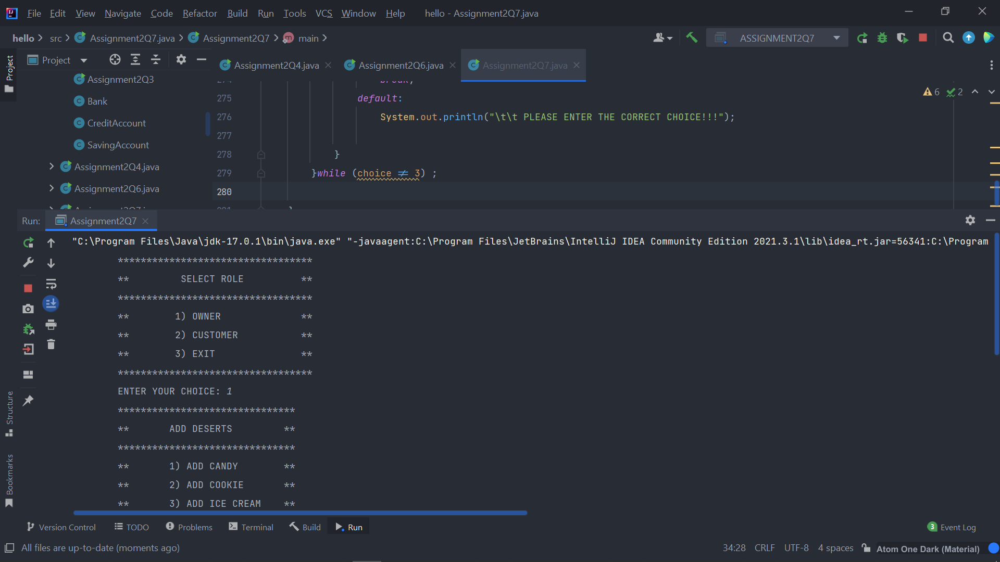 File Edit View Navigate Code Refactor Build Run Tools VCS Window Help hello - Assignment2Q7.java
hello src Assignment2Q7.java Assignment2Q7 main ASSIGNMENT2Q7
Project
Project
Assignment2Q4.java Assignment2Q6.java Assignment2Q7.java
Assignment2Q3
Bank
CreditAccount
SavingAccount
Assignment2Q4.java
Assignment2Q6.java
6 2
275 default:
276 System.out.println("\t\t PLEASE ENTER THE CORRECT CHOICE!!!");
277
278 }
279 }while (choice ≠ 3) ;
280
Run: Assignment2Q7
"C:\Program Files\Java\jdk-17.0.1\bin\java.exe" "-javaagent:C:\Program Files\JetBrains\IntelliJ IDEA Community Edition 2021.3.1\lib\idea_rt.jar=56341:C:\Program
**********************************
** SELECT ROLE **
**********************************
** 1) OWNER **
** 2) CUSTOMER **
** 3) EXIT **
**********************************
ENTER YOUR CHOICE: 1
*******************************
** ADD DESERTS **
*******************************
** 1) ADD CANDY **
** 2) ADD COOKIE **
** 3) ADD ICE CREAM **
Structure
Bookmarks
Version Control TODO Problems Terminal Build Run 3 Event Log
All files are up-to-date (moments ago) 34:28 CRLF UTF-8 4 spaces Atom One Dark (Material)